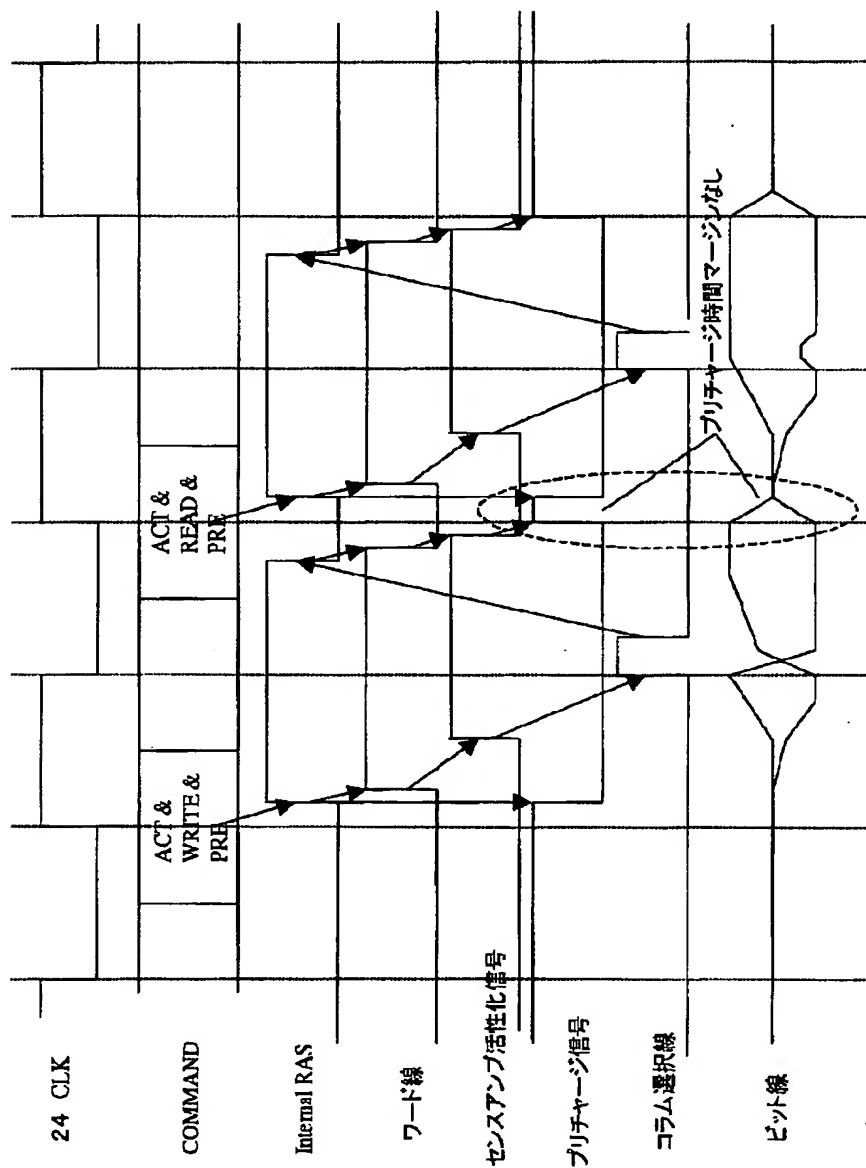 24 CLK
COMMAND
ACT &
WRITE &
PRE
ACT &
READ &
PRE
Internal RAS
ワード線
センスアンプ活性化信号
プリチャージ信号
コラム選択線
プリチャージ時間マージンなし
ビット線